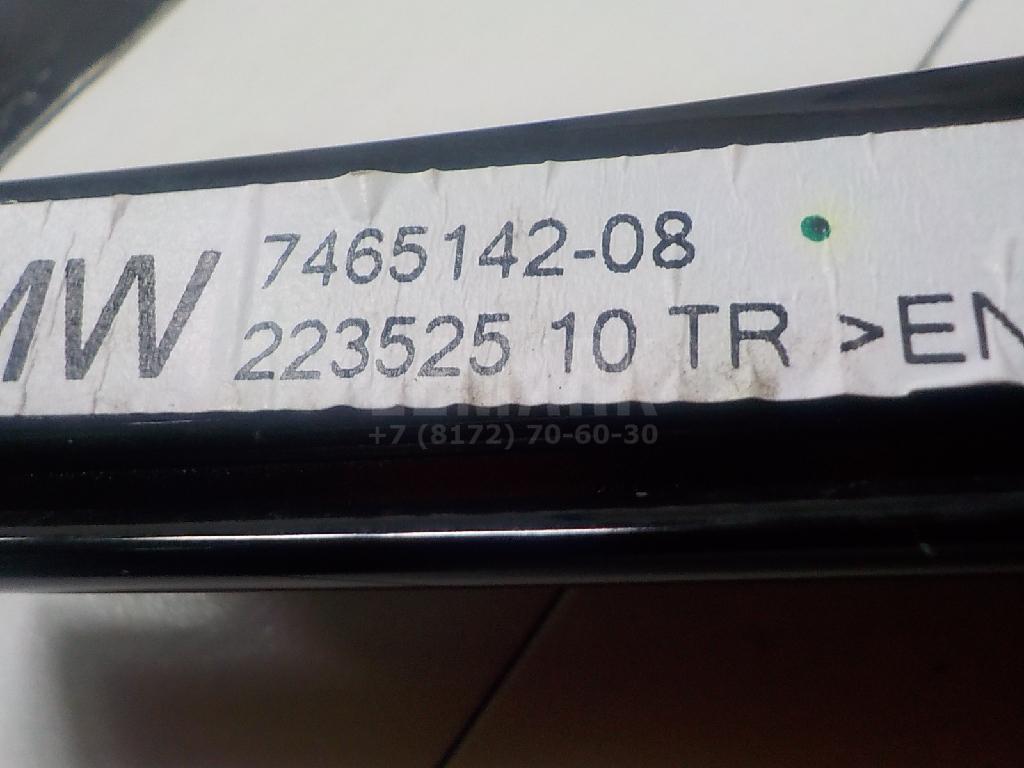 MW 7465142-08
223525 10 TR >EN
+7 (8172) 70-60-30